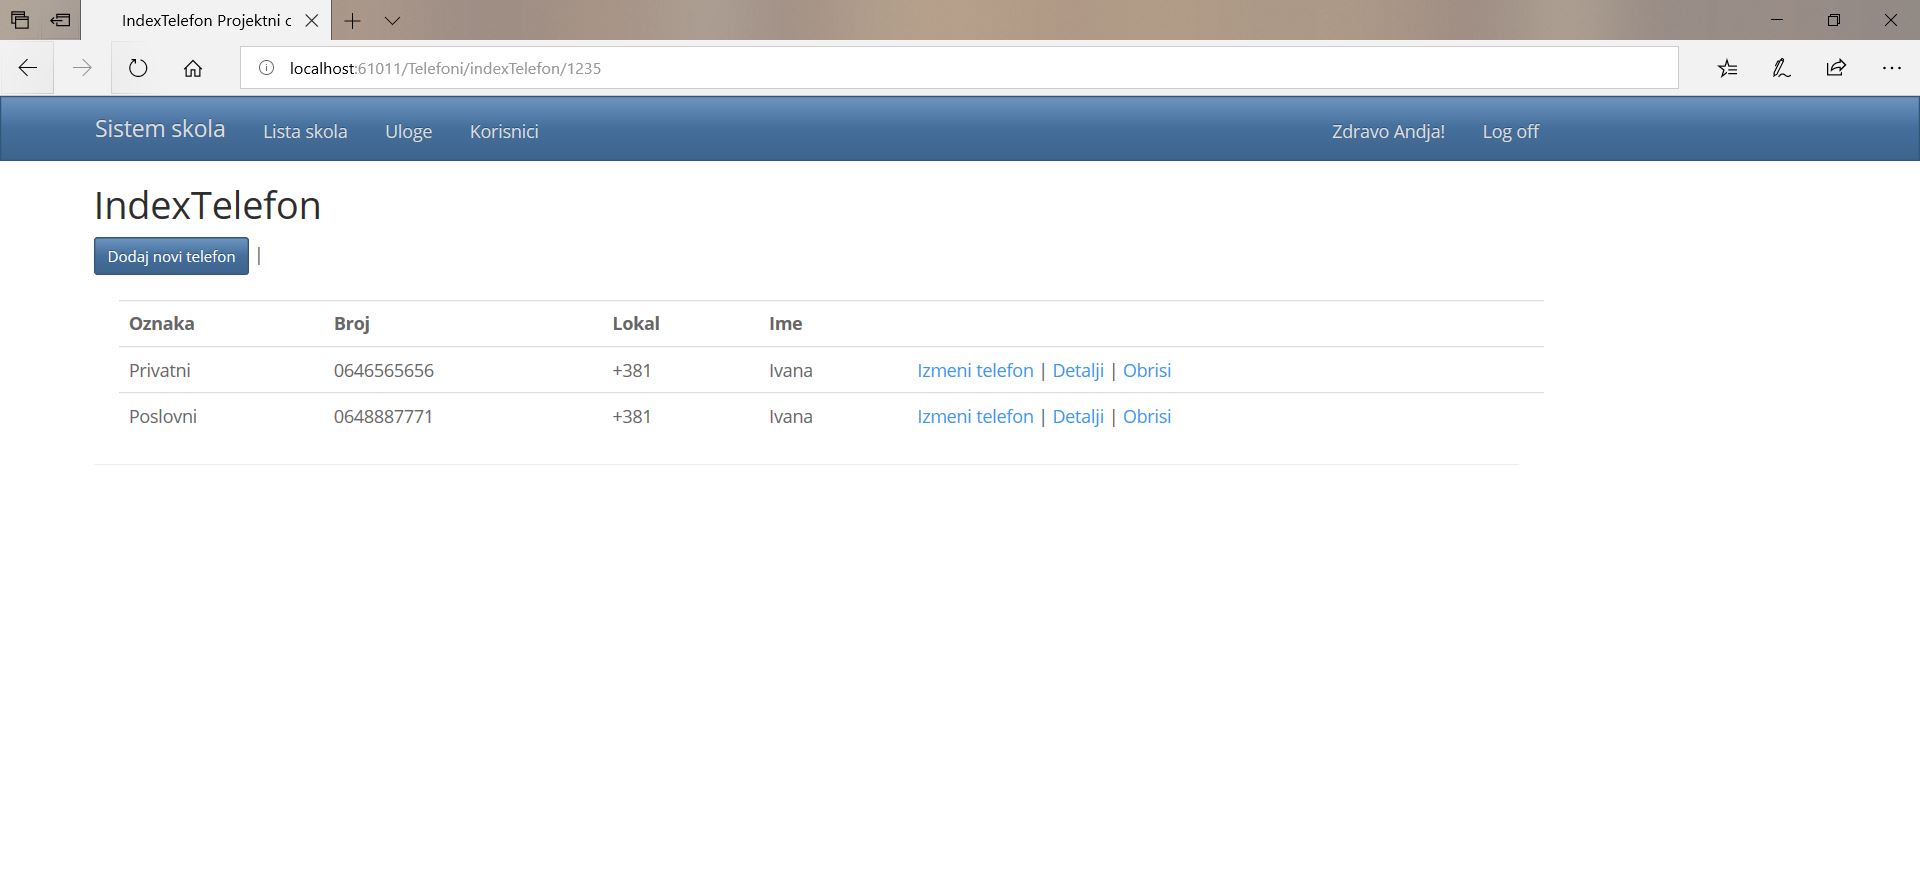 IndexTelefon Projektni c
localhost:61011/Telefoni/indexTelefon/1235
Sistem skola Lista skola Uloge Korisnici Zdravo Andja! Log off
IndexTelefon
Dodaj novi telefon |
Oznaka Broj Lokal Ime
Privatni 0646565656 +381 Ivana Izmeni telefon | Detalji | Obrisi
Poslovni 0648887771 +381 Ivana Izmeni telefon | Detalji | Obrisi